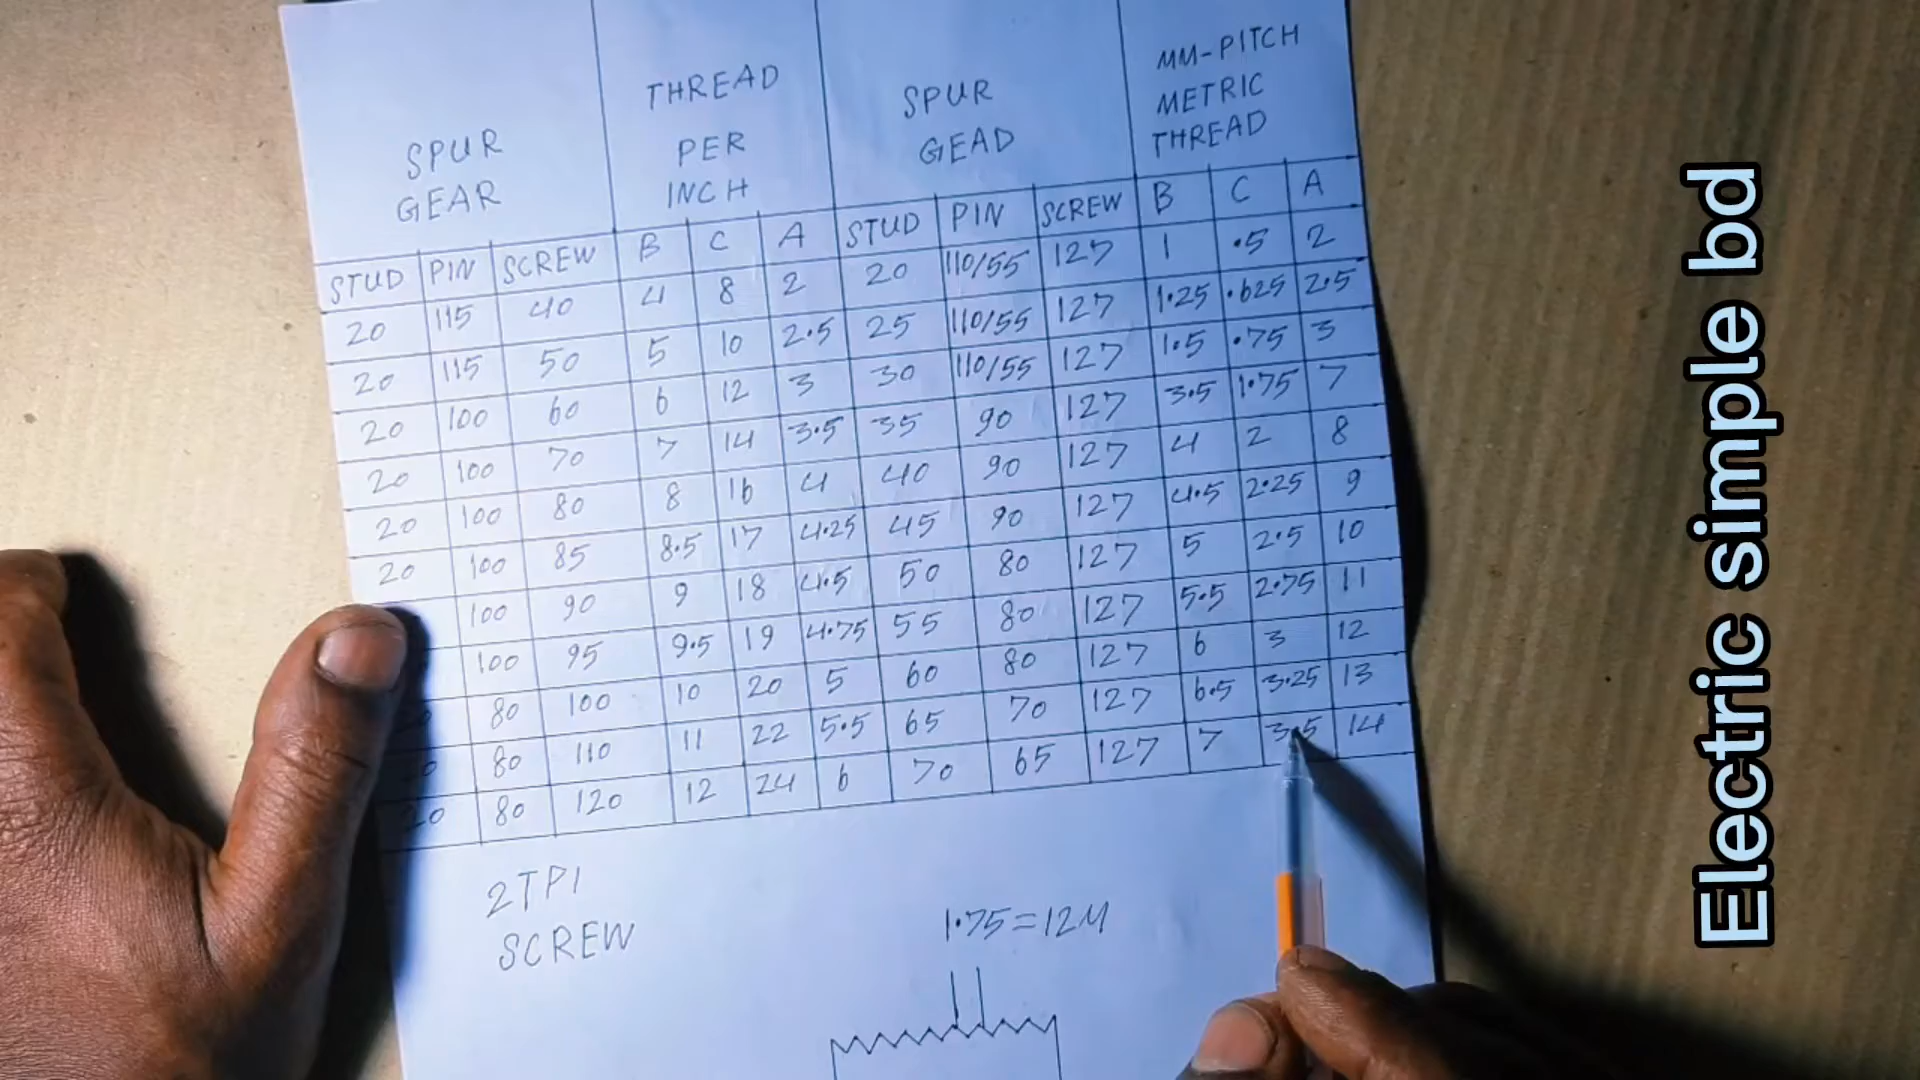 SPUR GEAR THREAD PER INCH SPUR GEAD MM-PITCH METRIC THREAD
STUD PIN SCREW B C A STUD PIN SCREW B C A
20 115 40 4 8 2 20 110/55 127 1 .5 2
20 115 50 5 10 2.5 25 110/55 127 1.25 .625 2.5
20 100 60 6 12 3 30 110/55 127 1.5 .75 3
20 100 70 7 14 3.5 35 90 127 3.5 1.75 7
20 100 80 8 16 4 40 90 127 4 2 8
20 100 85 8.5 17 4.25 45 90 127 4.5 2.25 9
100 90 9 18 4.5 50 80 127 5 2.5 10
100 95 9.5 19 4.75 55 80 127 5.5 2.75 11
80 100 10 20 5 60 80 127 6 3 12
80 110 11 22 5.5 65 70 127 6.5 3.25 13
20 80 120 12 24 6 70 65 127 7 3.5 14
2TPI
SCREW
1.75=12M
Electric simple bd